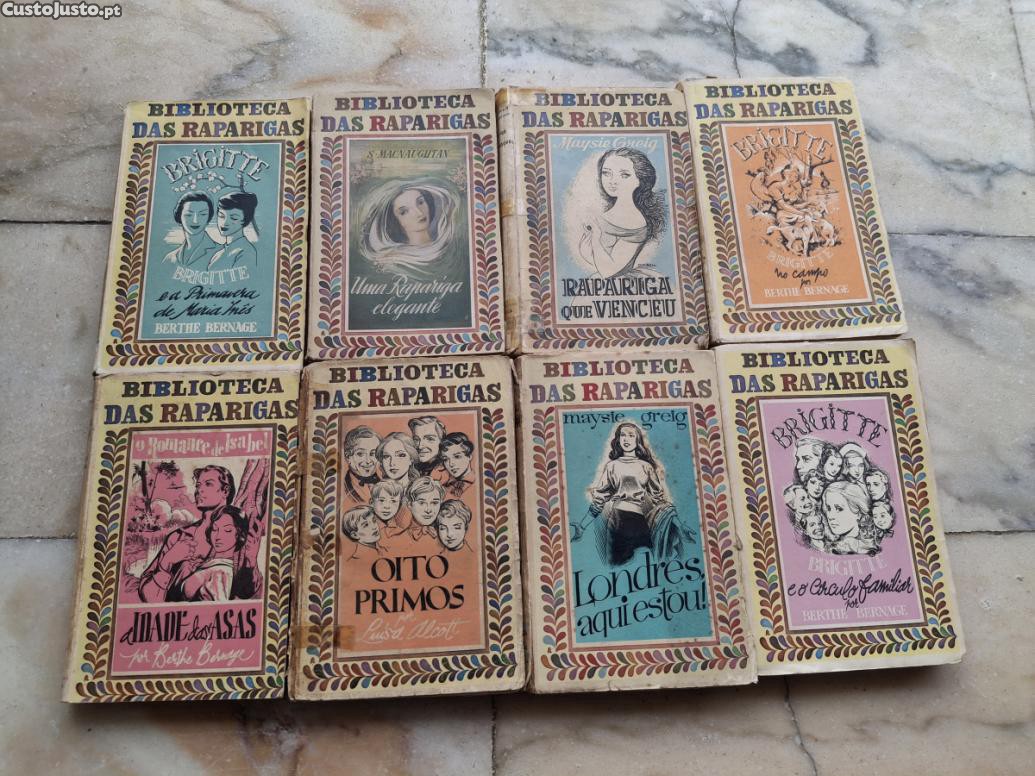 CustoJusto.pt
BIBLIOTECA
DAS RAPARIGAS
BRIGITTE
BRIGITTE
e a Primavera
de Maria Inês
BERTHE BERNAGE
BIBLIOTECA
DAS RAPARIGAS
S. MACNAUGHTAN
Uma Rapariga
elegante
BIBLIOTECA
DAS RAPARIGAS
Maysie Greig
RAPARIGA
QUE VENCEU
BIBLIOTECA
DAS RAPARIGAS
BRIGITTE
BRIGITTE
no campo
por
BERTHE BERNAGE
BIBLIOTECA
DAS RAPARIGAS
O Romance de Isabel
A IDADE das ASAS
por Berthe Bernage
BIBLIOTECA
DAS RAPARIGAS
OITO
PRIMOS
por
Luisa Alcott
BIBLIOTECA
DAS RAPARIGAS
maysie greig
Londres,
aqui estou!
BIBLIOTECA
DAS RAPARIGAS
BRIGITTE
BRIGITTE
e o Circulo familiar
por
BERTHE BERNAGE